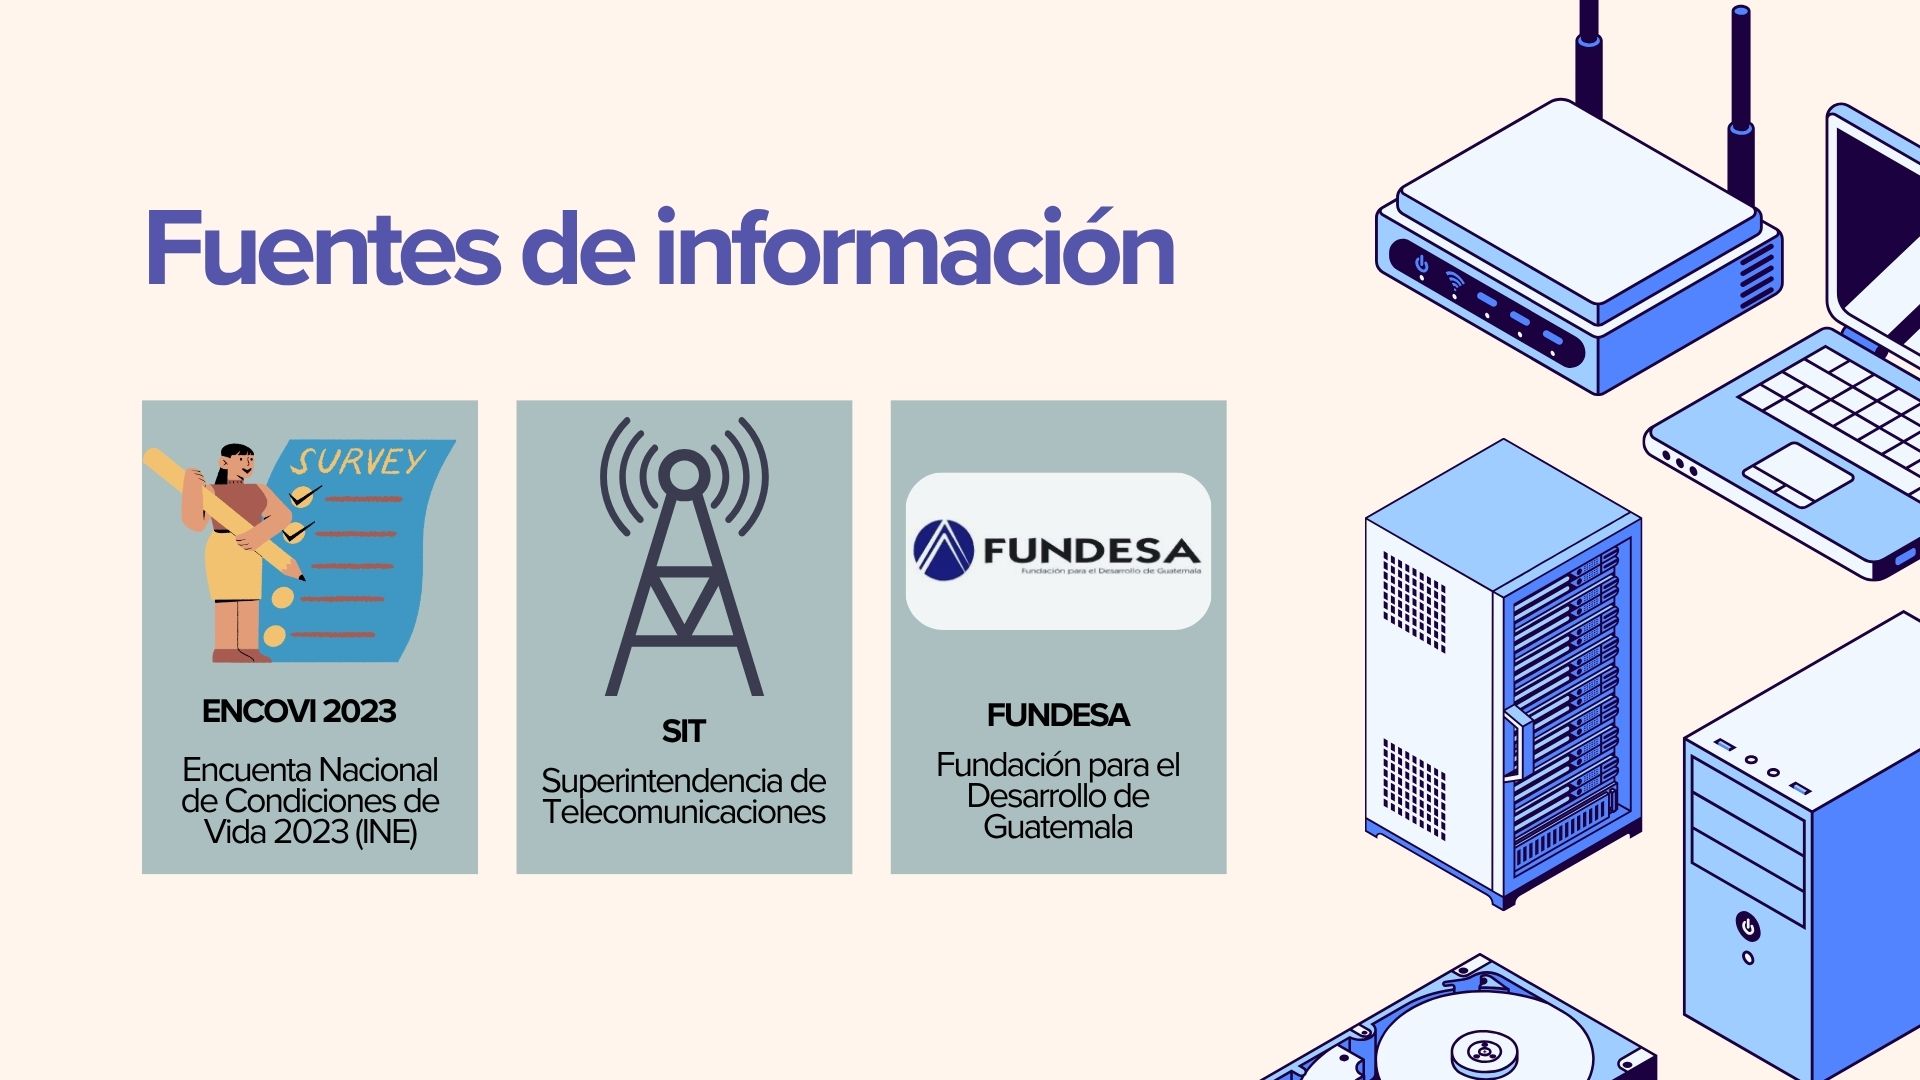 Fuentes de información
SURVEY
ENCOVI 2023
Encuenta Nacional
de Condiciones de
Vida 2023 (INE)
SIT
Superintendencia de
Telecomunicaciones
FUNDESA
Fundación para el Desarrollo de Guatemala
FUNDESA
Fundación para el
Desarrollo de
Guatemala